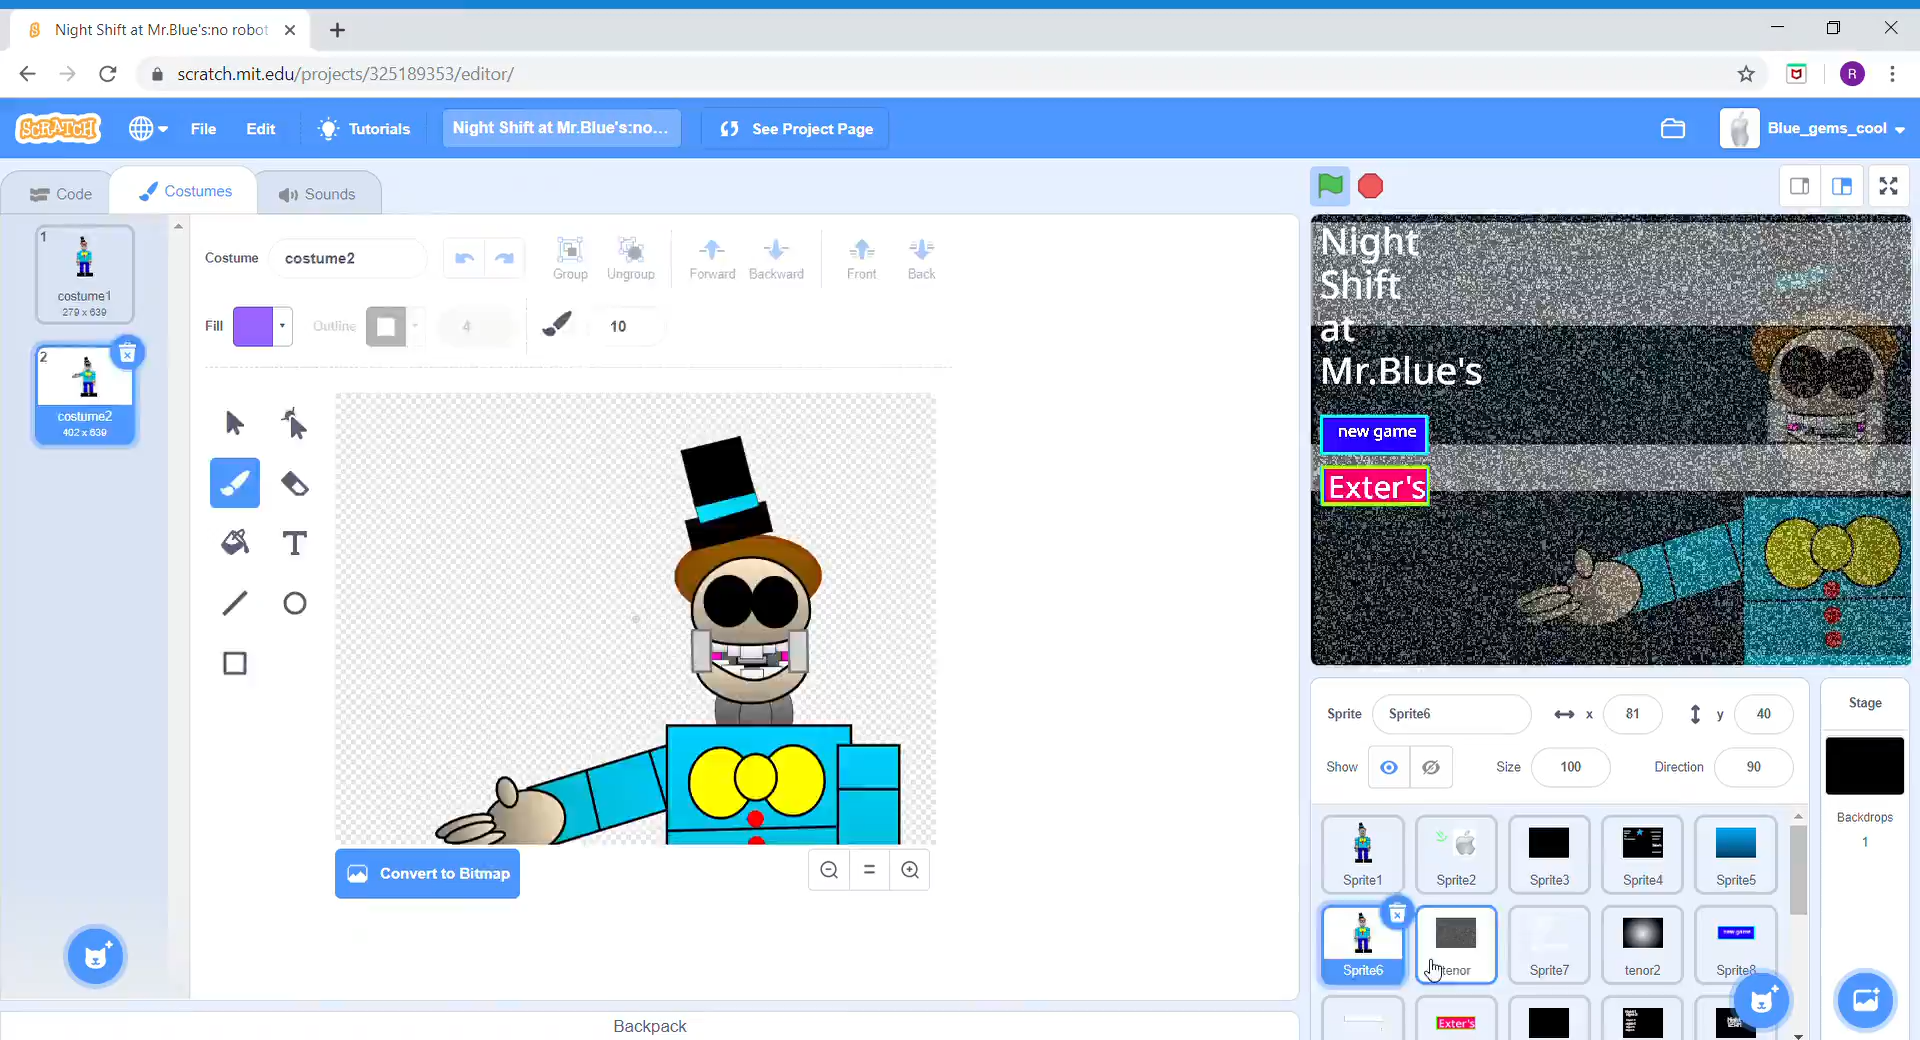 Night Shift at Mr.Blue's:no robot
scratch.mit.edu/projects/325189353/editor/
R
SCRATCH
File
Edit
Tutorials
Night Shift at Mr.Blue's:no...
See Project Page
Blue_gems_cool
Code
Costumes
Sounds
1
costume1
279 x 639
2
costume2
402 x 639
Costume
costume2
Group
Ungroup
Forward
Backward
Front
Back
Fill
Outline
4
10
Convert to Bitmap
Backpack
Night
Shift
at
Mr.Blue's
new game
Exter's
Sprite
Sprite6
x
81
y
40
Show
Size
100
Direction
90
Stage
Backdrops
1
Sprite1
Sprite2
Sprite3
Sprite4
Sprite5
Sprite6
tenor
Sprite7
tenor2
new game
Sprite8
Exter's